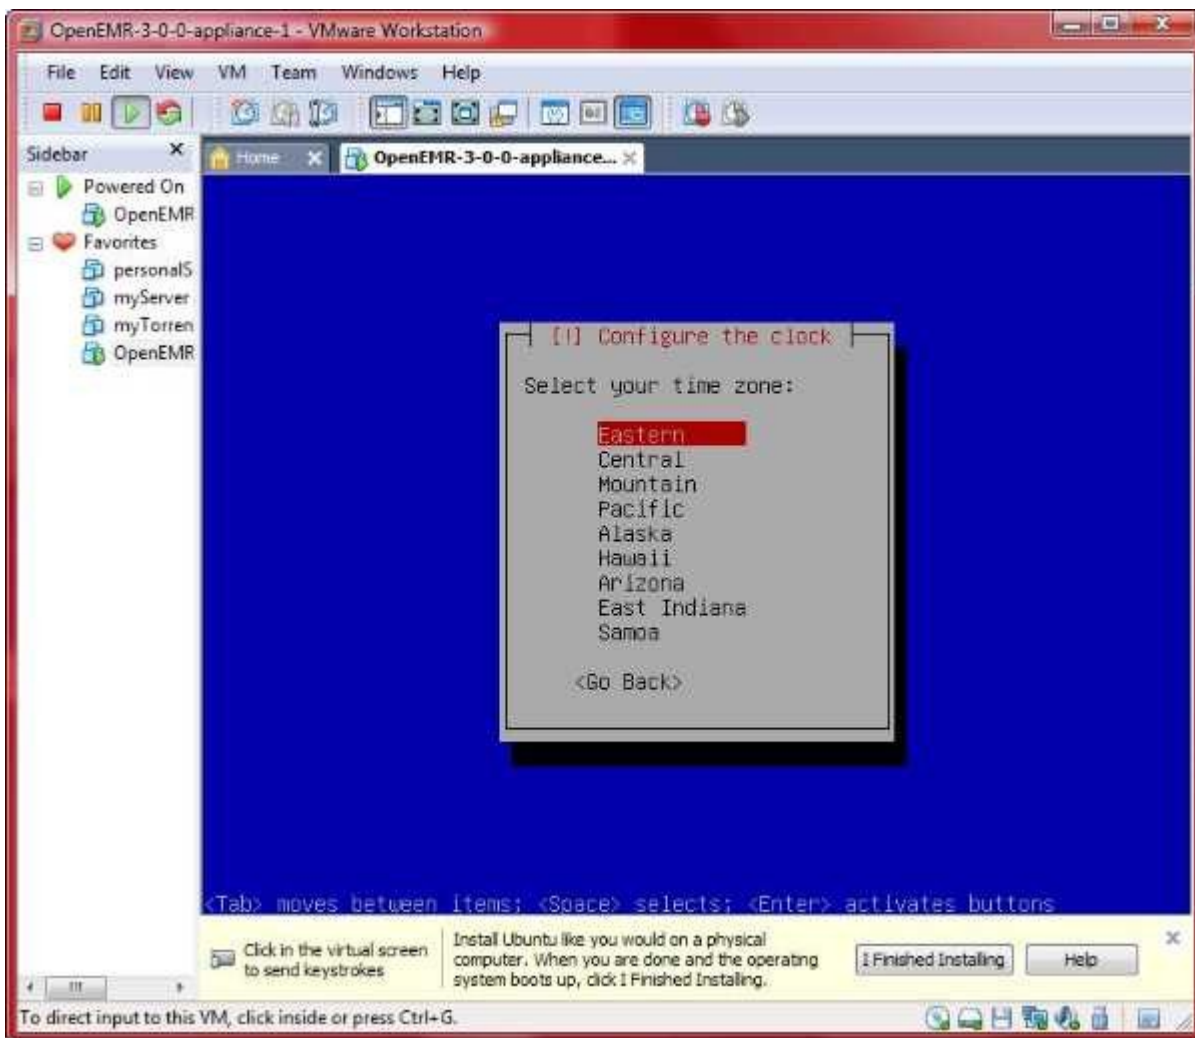 OpenEMR-3-0-0-appliance-1 - VMware Workstation
File Edit View VM Team Windows Help
Sidebar
Home
OpenEMR-3-0-0-appliance...
Powered On
OpenEMR
Favorites
personalS
myServer
myTorren
OpenEMR
[!] Configure the clock
Select your time zone:
Eastern
Central
Mountain
Pacific
Alaska
Hawaii
Arizona
East Indiana
Samoa
<Go Back>
<Tab> moves between items; <Space> selects; <Enter> activates buttons
Click in the virtual screen
to send keystrokes
Install Ubuntu like you would on a physical
computer. When you are done and the operating
system boots up, click I Finished Installing.
I Finished Installing
Help
To direct input to this VM, click inside or press Ctrl+G.